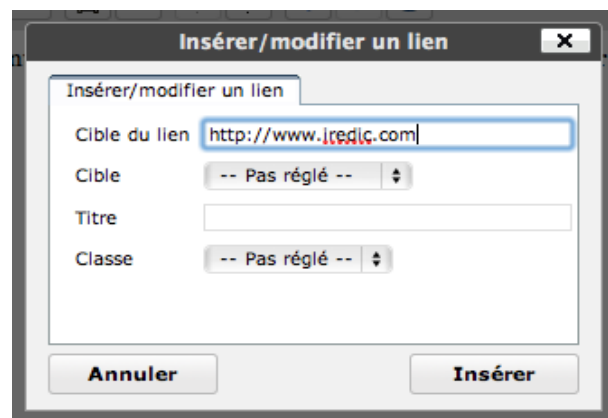 Insérer/modifier un lien
Insérer/modifier un lien
Cible du lien http://www.iredic.com
Cible -- Pas réglé --
Titre
Classe -- Pas réglé --
Annuler Insérer